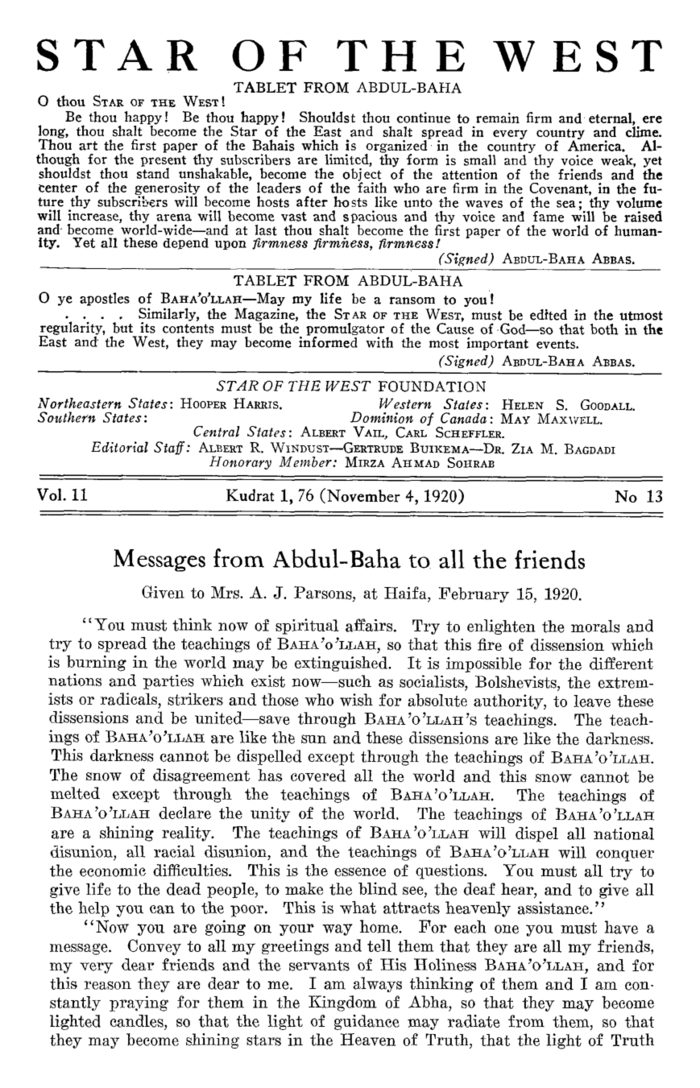 STAR OF THE WEST
TABLET FROM ABDUL-BAHA
O thou STAR OF THE WEST!
Be thou happy! Be thou happy! Shouldst thou continue to remain firm and eternal, ere
long, thou shalt become the Star of the East and shalt spread in every country and clime.
Thou art the first paper of the Bahais which is organized in the country of America. Al-
though for the present thy subscribers are limited, thy form is small and thy voice weak, yet
shouldst thou stand unshakable, become the object of the attention of the friends and the
center of the generosity of the leaders of the faith who are firm in the Covenant, in the fu-
ture thy subscribers will become hosts after hosts like unto the waves of the sea; thy volume
will increase, thy arena will become vast and spacious and thy voice and fame will be raised
and become world-wide—and at last thou shalt become the first paper of the world of human-
ity. Yet all these depend upon firmness firmness, firmness!
(Signed) ABDUL-BAHA ABBAS.
TABLET FROM ABDUL-BAHA
O ye apostles of BAHA'O'LLAH—May my life be a ransom to you!
. . . . Similarly, the Magazine, the STAR OF THE WEST, must be edited in the utmost
regularity, but its contents must be the promulgator of the Cause of God—so that both in the
East and the West, they may become informed with the most important events.
(Signed) ABDUL-BAHA ABBAS.
STAR OF THE WEST FOUNDATION
Northeastern States: HOOPER HARRIS. Western States: HELEN S. GOODALL.
Southern States: Dominion of Canada: MAY MAXWELL.
Central States: ALBERT VAIL, CARL SCHEFFLER.
Editorial Staff: ALBERT R. WINDUST—GERTRUDE BUIKEMA—DR. ZIA M. BAGDADI
Honorary Member: MIRZA AHMAD SOHRAB
Vol. 11 Kudrat 1, 76 (November 4, 1920) No 13
Messages from Abdul-Baha to all the friends
Given to Mrs. A. J. Parsons, at Haifa, February 15, 1920.
"You must think now of spiritual affairs. Try to enlighten the morals and
try to spread the teachings of BAHA'O'LLAH, so that this fire of dissension which
is burning in the world may be extinguished. It is impossible for the different
nations and parties which exist now—such as socialists, Bolshevists, the extrem-
ists or radicals, strikers and those who wish for absolute authority, to leave these
dissensions and be united—save through BAHA'O'LLAH's teachings. The teach-
ings of BAHA'O'LLAH are like the sun and these dissensions are like the darkness.
This darkness cannot be dispelled except through the teachings of BAHA'O'LLAH.
The snow of disagreement has covered all the world and this snow cannot be
melted except through the teachings of BAHA'O'LLAH. The teachings of
BAHA'O'LLAH declare the unity of the world. The teachings of BAHA'O'LLAH
are a shining reality. The teachings of BAHA'O'LLAH will dispel all national
disunion, all racial disunion, and the teachings of BAHA'O'LLAH will conquer
the economic difficulties. This is the essence of questions. You must all try to
give life to the dead people, to make the blind see, the deaf hear, and to give all
the help you can to the poor. This is what attracts heavenly assistance."
"Now you are going on your way home. For each one you must have a
message. Convey to all my greetings and tell them that they are all my friends,
my very dear friends and the servants of His Holiness BAHA'O'LLAH, and for
this reason they are dear to me. I am always thinking of them and I am con-
stantly praying for them in the Kingdom of Abha, so that they may become
lighted candles, so that the light of guidance may radiate from them, so that
they may become shining stars in the Heaven of Truth, that the light of Truth